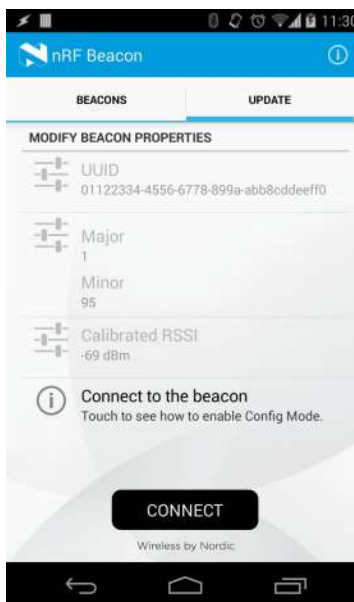 11:30
nRF Beacon
BEACONS UPDATE
MODIFY BEACON PROPERTIES
UUID
01122334-4556-6778-899a-abb8cddeeff0
Major
1
Minor
95
Calibrated RSSI
-69 dBm
Connect to the beacon
Touch to see how to enable Config Mode.
CONNECT
Wireless by Nordic